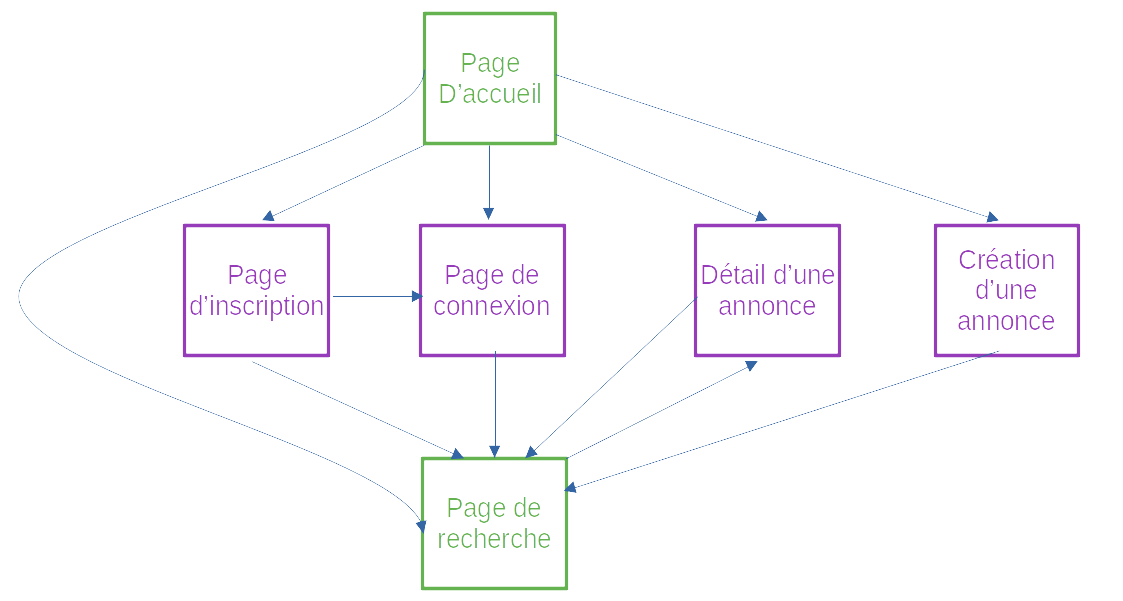 Page
D’accueil
Page
d’inscription
Page de
connexion
Détail d’une
annonce
Création
d’une
annonce
Page de
recherche